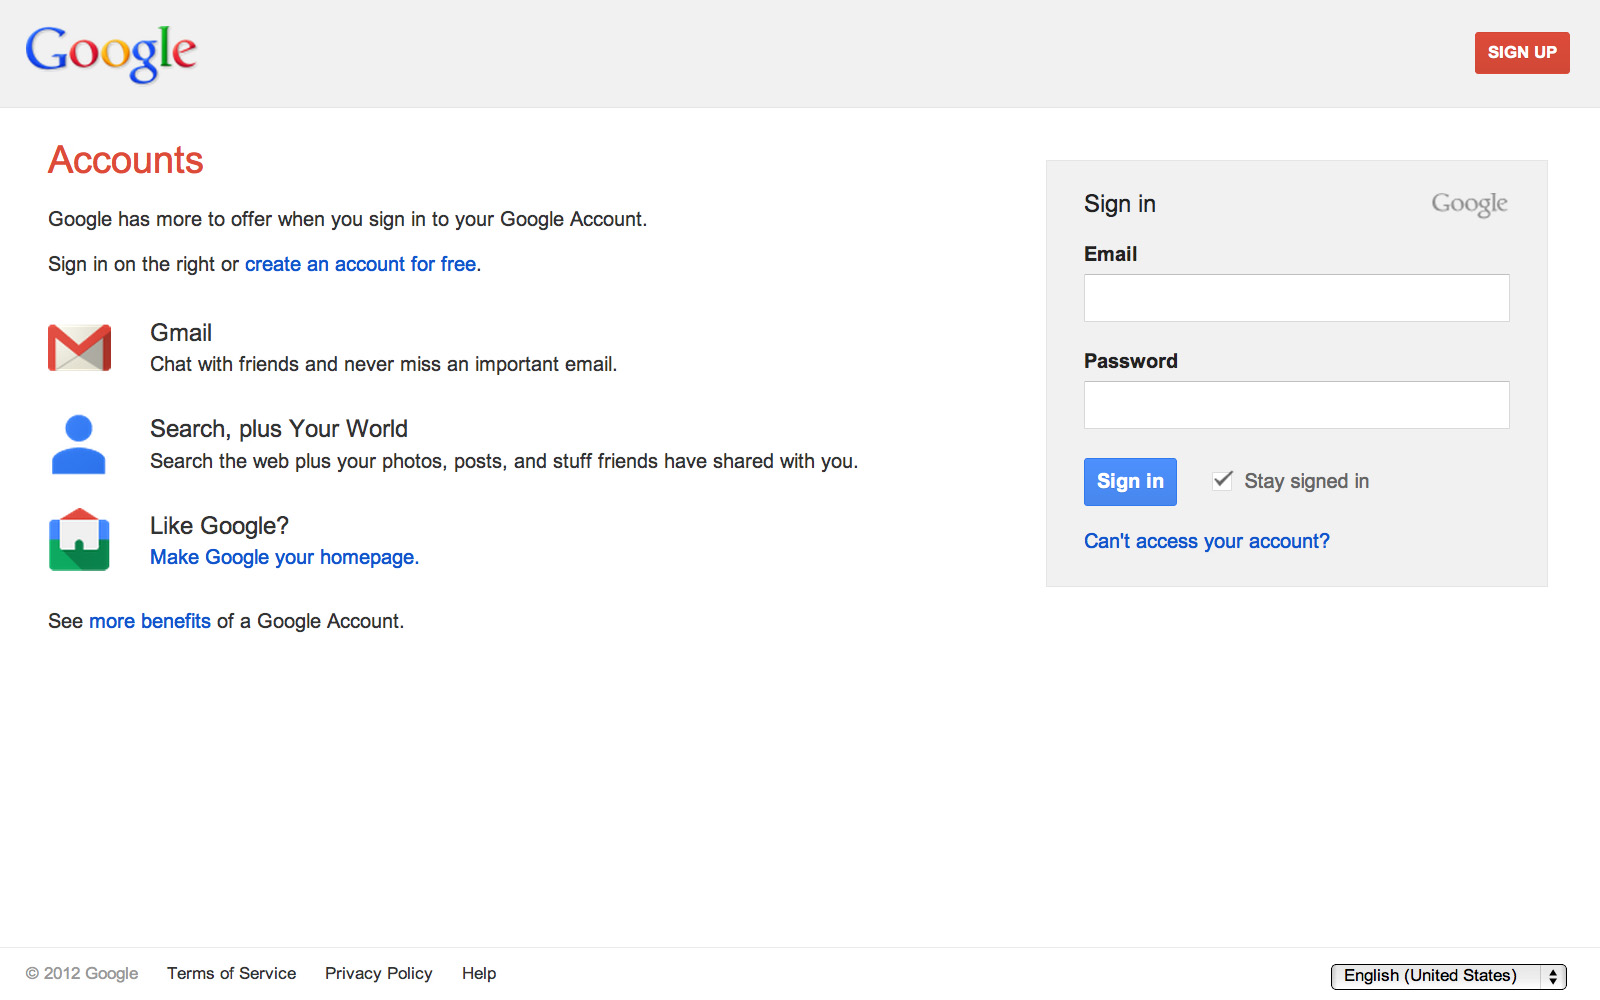 Google
SIGN UP
Accounts
Google has more to offer when you sign in to your Google Account.
Sign in on the right or create an account for free.
Gmail
Chat with friends and never miss an important email.
Search, plus Your World
Search the web plus your photos, posts, and stuff friends have shared with you.
Like Google?
Make Google your homepage.
See more benefits of a Google Account.
Sign in
Google
Email
Password
Sign in
Stay signed in
Can't access your account?
© 2012 Google
Terms of Service
Privacy Policy
Help
English (United States)